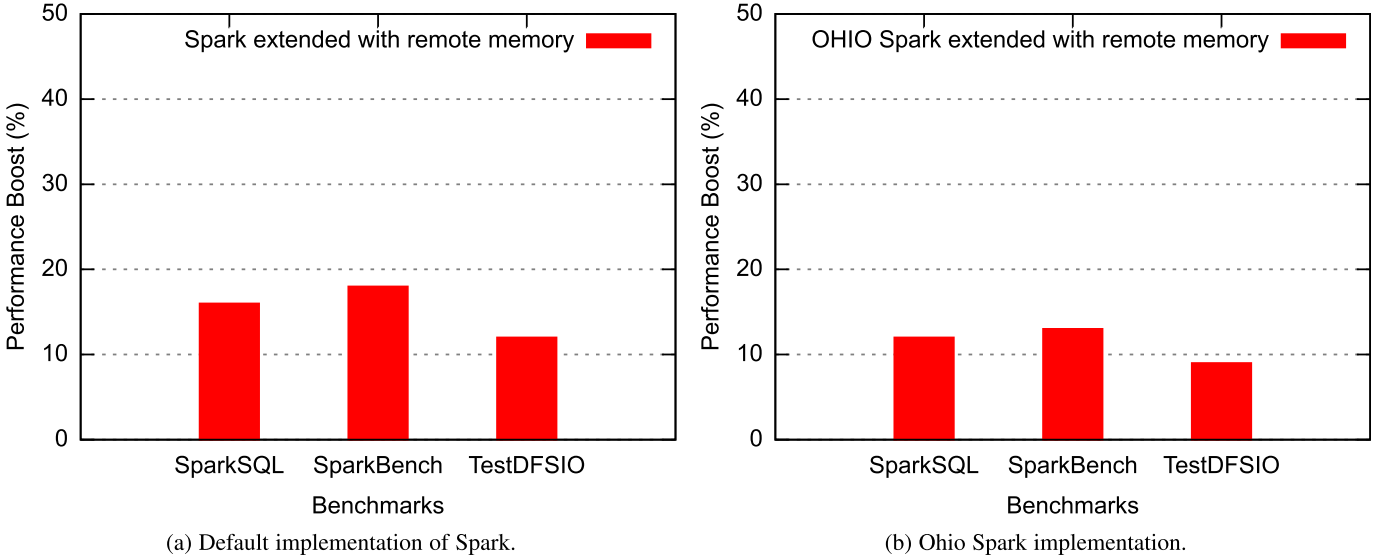 50
40
30
20
10
0
Performance Boost (%)
Spark extended with remote memory
SparkSQL SparkBench TestDFSIO
Benchmarks
(a) Default implementation of Spark.
50
40
30
20
10
0
Performance Boost (%)
OHIO Spark extended with remote memory
SparkSQL SparkBench TestDFSIO
Benchmarks
(b) Ohio Spark implementation.